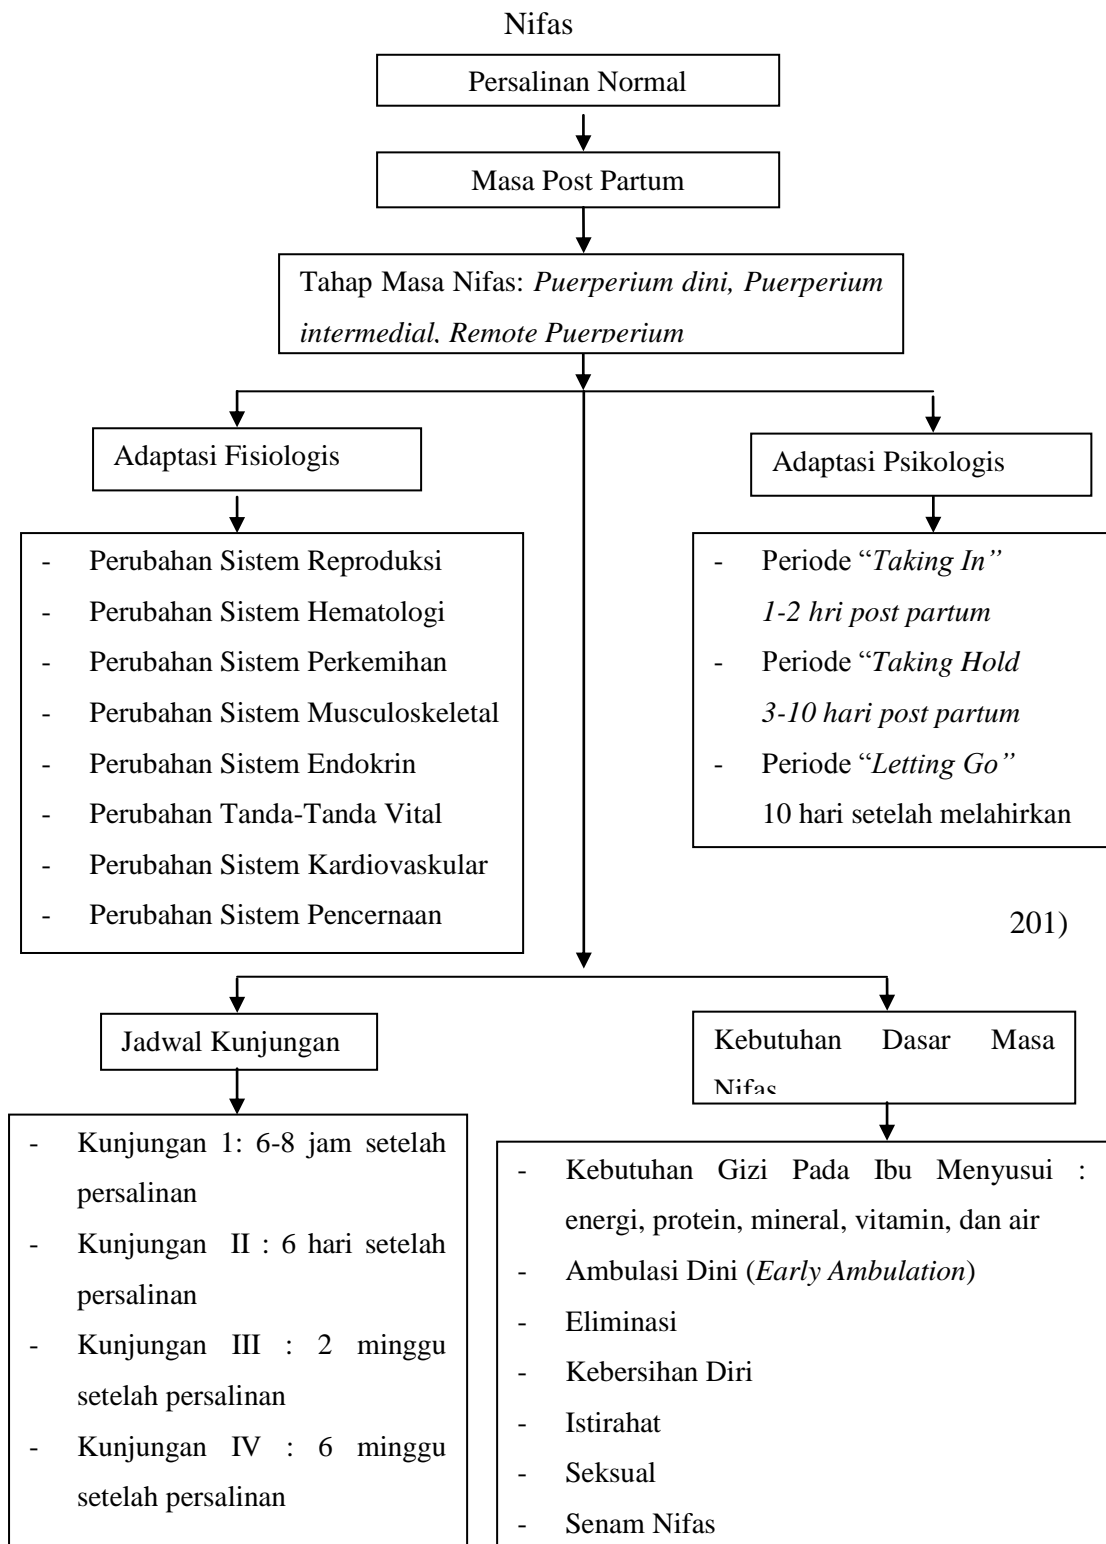 Nifas
Persalinan Normal
Masa Post Partum
Tahap Masa Nifas: Puerperium dini, Puerperium
intermedial, Remote Puerperium
Adaptasi Fisiologis
Adaptasi Psikologis
- Perubahan Sistem Reproduksi
- Perubahan Sistem Hematologi
- Perubahan Sistem Perkemihan
- Perubahan Sistem Musculoskeletal
- Perubahan Sistem Endokrin
- Perubahan Tanda-Tanda Vital
- Perubahan Sistem Kardiovaskular
- Perubahan Sistem Pencernaan
- Periode “Taking In”
1-2 hri post partum
- Periode “Taking Hold
3-10 hari post partum
- Periode “Letting Go”
10 hari setelah melahirkan
201)
Jadwal Kunjungan
Kebutuhan Dasar Masa
Nifas
- Kunjungan 1: 6-8 jam setelah
persalinan
- Kunjungan II : 6 hari setelah
persalinan
- Kunjungan III : 2 minggu
setelah persalinan
- Kunjungan IV : 6 minggu
setelah persalinan
- Kebutuhan Gizi Pada Ibu Menyusui :
energi, protein, mineral, vitamin, dan air
- Ambulasi Dini (Early Ambulation)
- Eliminasi
- Kebersihan Diri
- Istirahat
- Seksual
- Senam Nifas